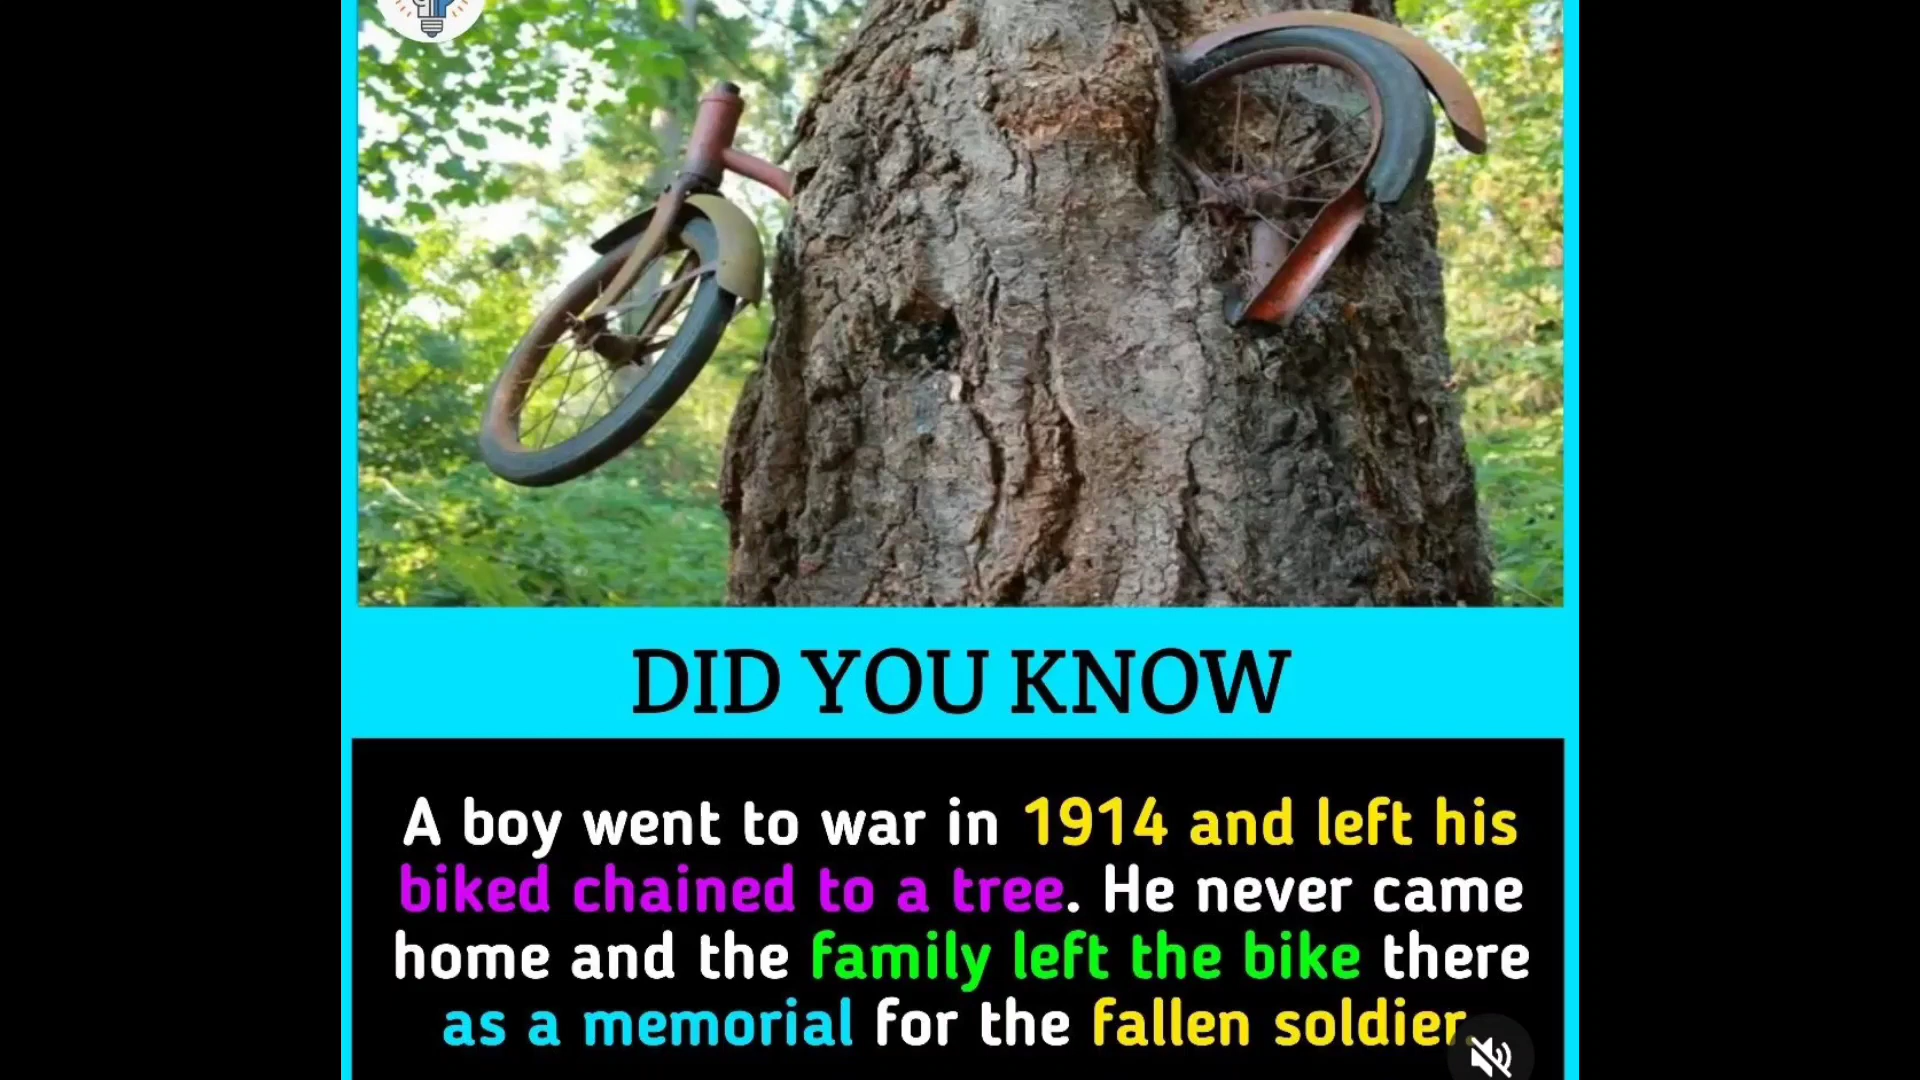 DID YOU KNOW
A boy went to war in 1914 and left his
biked chained to a tree. He never came
home and the family left the bike there
as a memorial for the fallen soldier.